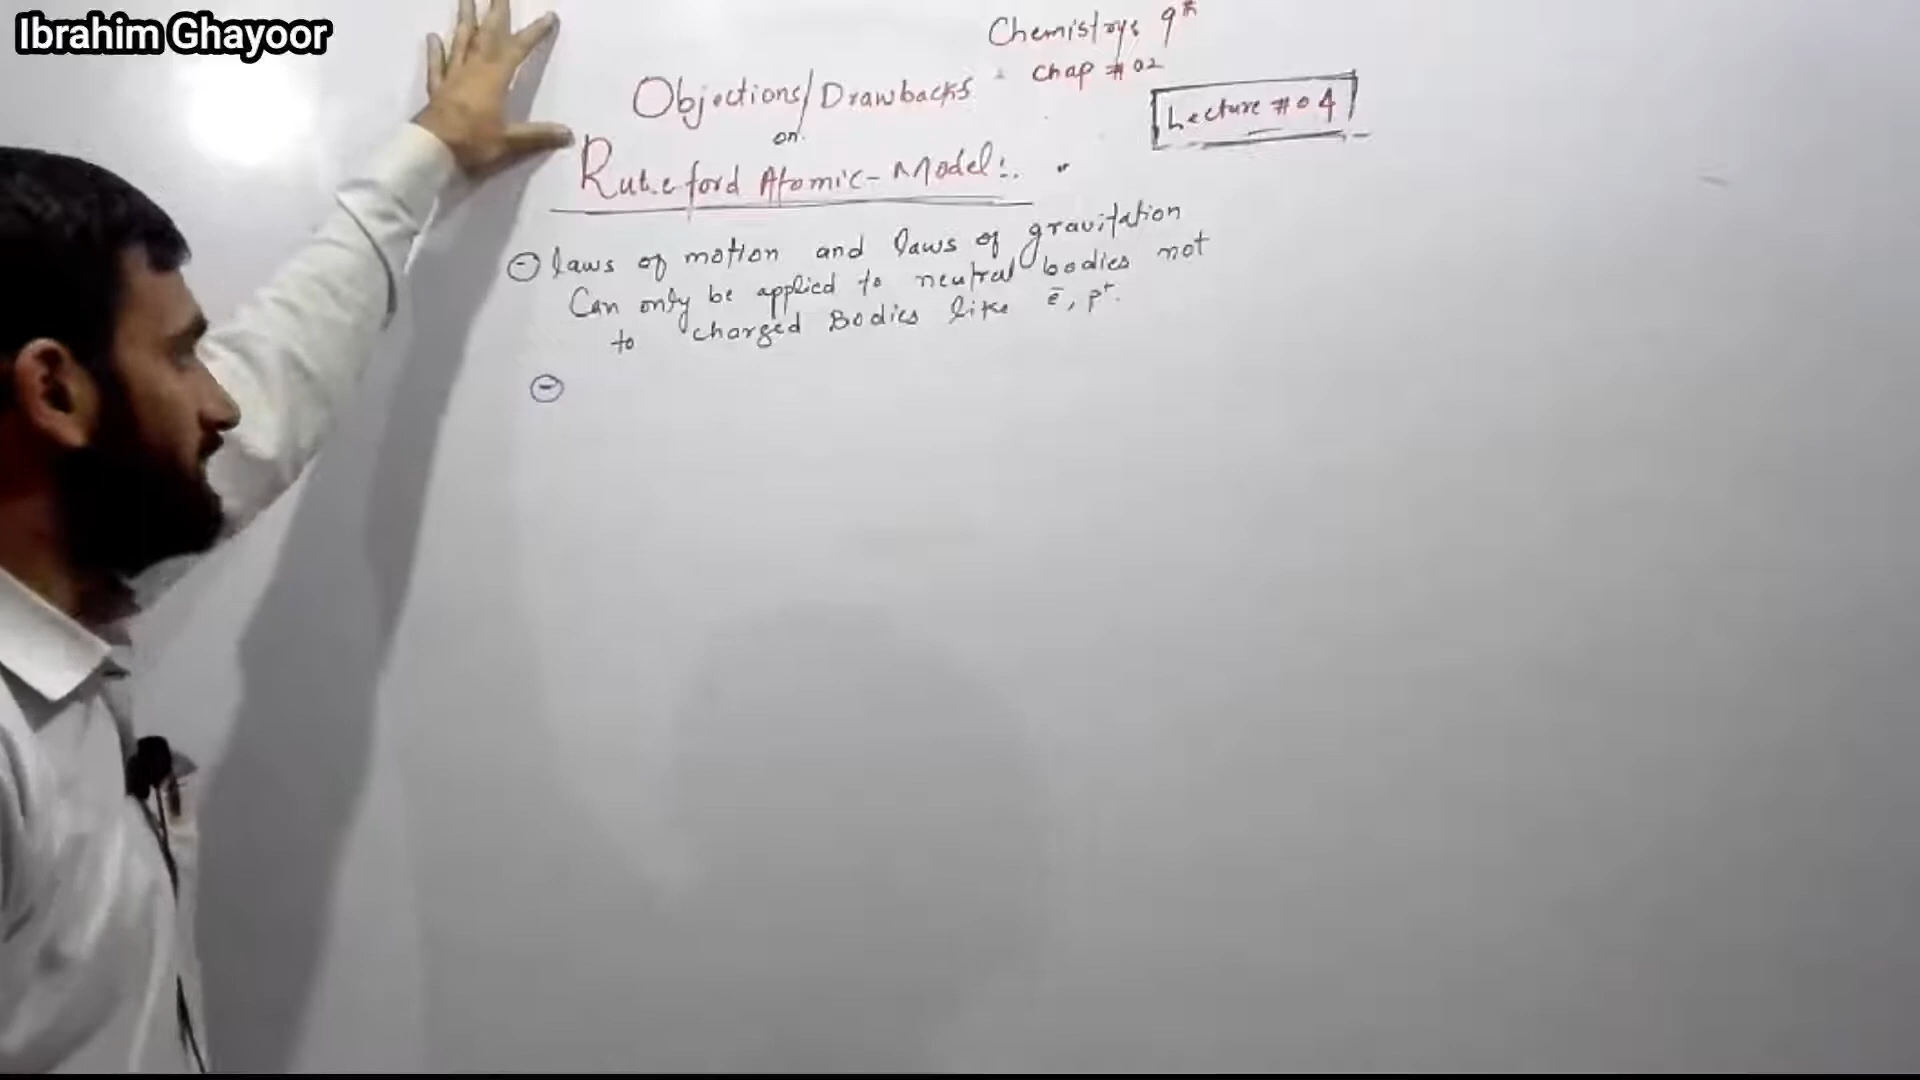 Ibrahim Ghayoor
Chemistry 9th
Chap # 02
Objections/Drawbacks
on
Lecture # 04
Rutheford Atomic-Model:.
⊖ laws of motion and laws of gravitation
Can only be applied to neutral bodies not
to charged Bodies like e⁻, p⁺.
⊖